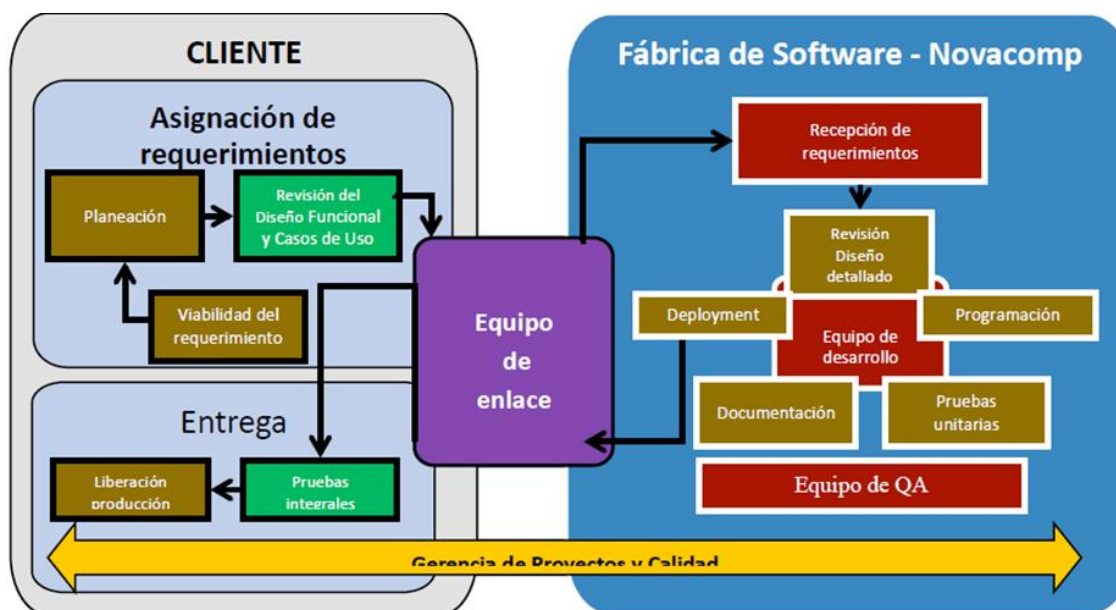 CLIENTE
Asignación de
requerimientos
Planeación
Revisión del
Diseño Funcional
y Casos de Uso
Viabilidad del
requerimiento
Entrega
Liberación
producción
Pruebas
integrales
Equipo
de
enlace
Fábrica de Software - Novacomp
Recepción de
requerimientos
Revisión
Diseño
detallado
Deployment
Programación
Equipo de
desarrollo
Documentación
Pruebas
unitarias
Equipo de QA
Gerencia de Proyectos y Calidad